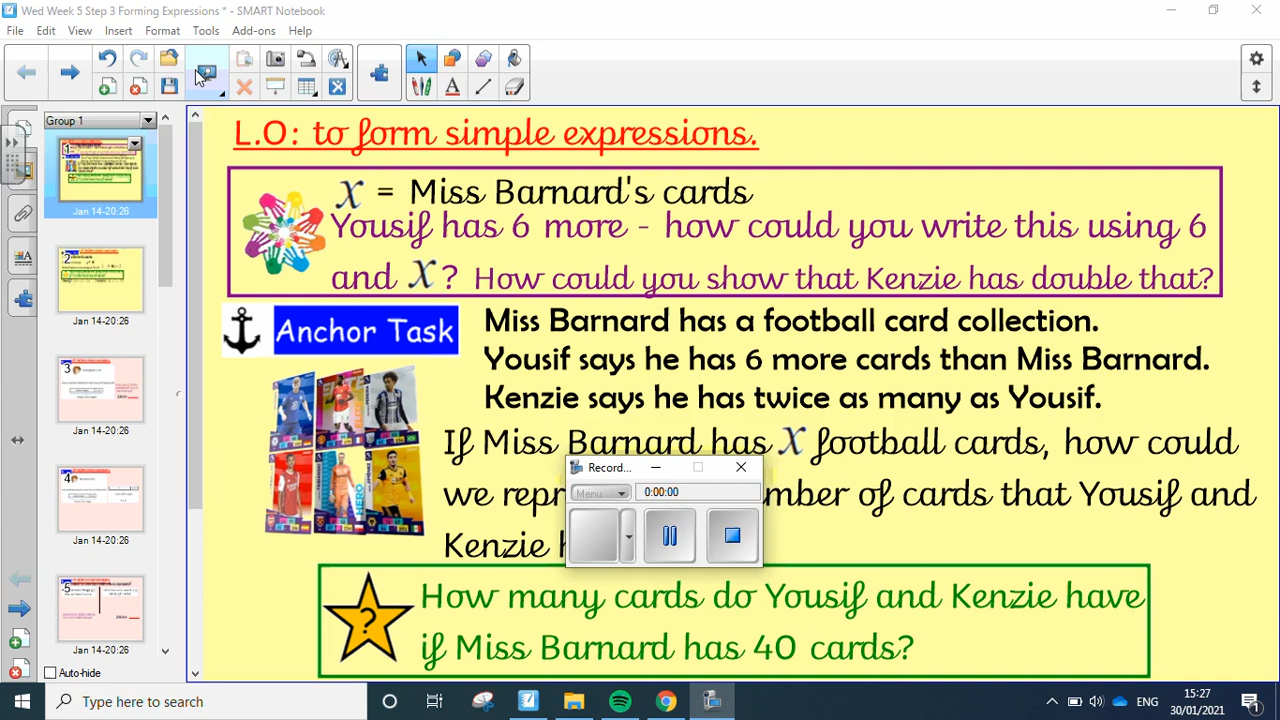 Wed Week 5 Step 3 Forming Expressions * - SMART Notebook
File Edit View Insert Format Tools Add-ons Help
Group 1
L.O: to form simple expressions.
x = Miss Barnard's cards
Yousif has 6 more - how could you write this using 6
and x? How could you show that Kenzie has double that?
Anchor Task
Miss Barnard has a football card collection.
Yousif says he has 6 more cards than Miss Barnard.
Kenzie says he has twice as many as Yousif.
If Miss Barnard has x football cards, how could
we mber of cards that Yousif and
Kenzie
Record...
Menu
0:00:00
?
How many cards do Yousif and Kenzie have
if Miss Barnard has 40 cards?
1
Jan 14-20:26
2
Jan 14-20:26
3
Jan 14-20:26
4
Jan 14-20:26
5
Jan 14-20:26
Auto-hide
Type here to search
ENG
15:27
30/01/2021
1